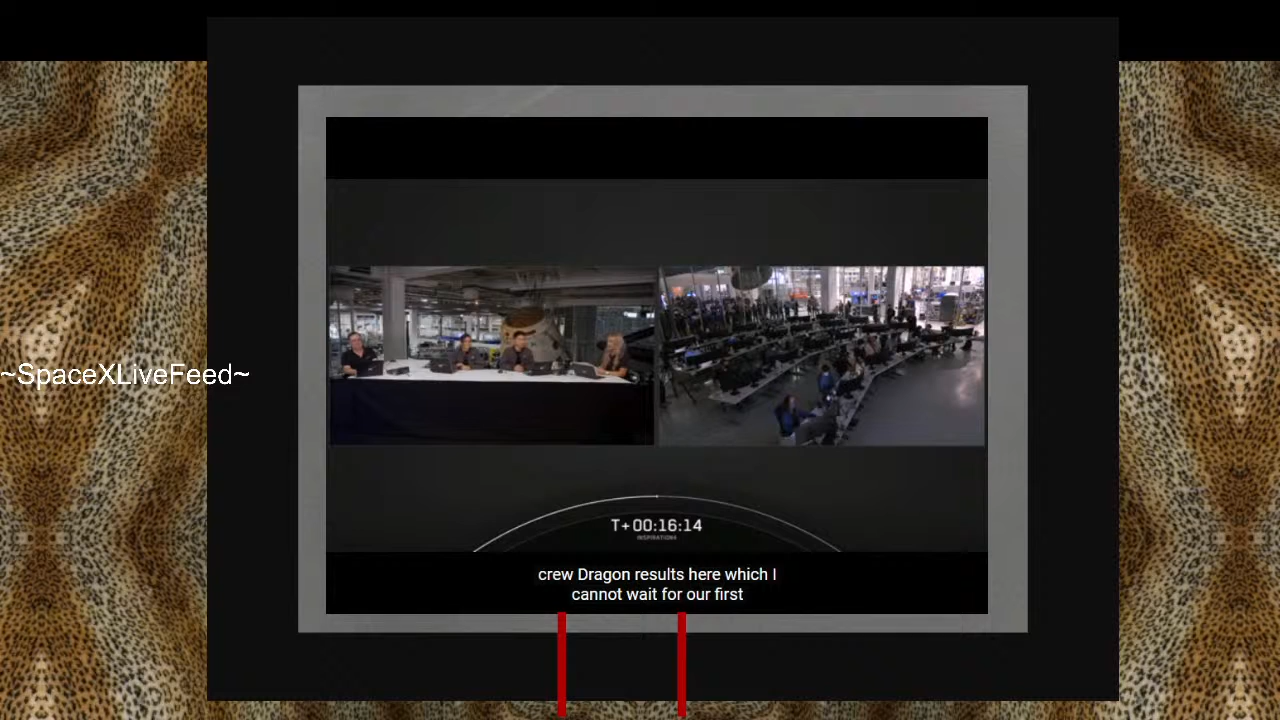 ~SpaceXLiveFeed~
T+00:16:14
INSPIRATION4
crew Dragon results here which I
cannot wait for our first